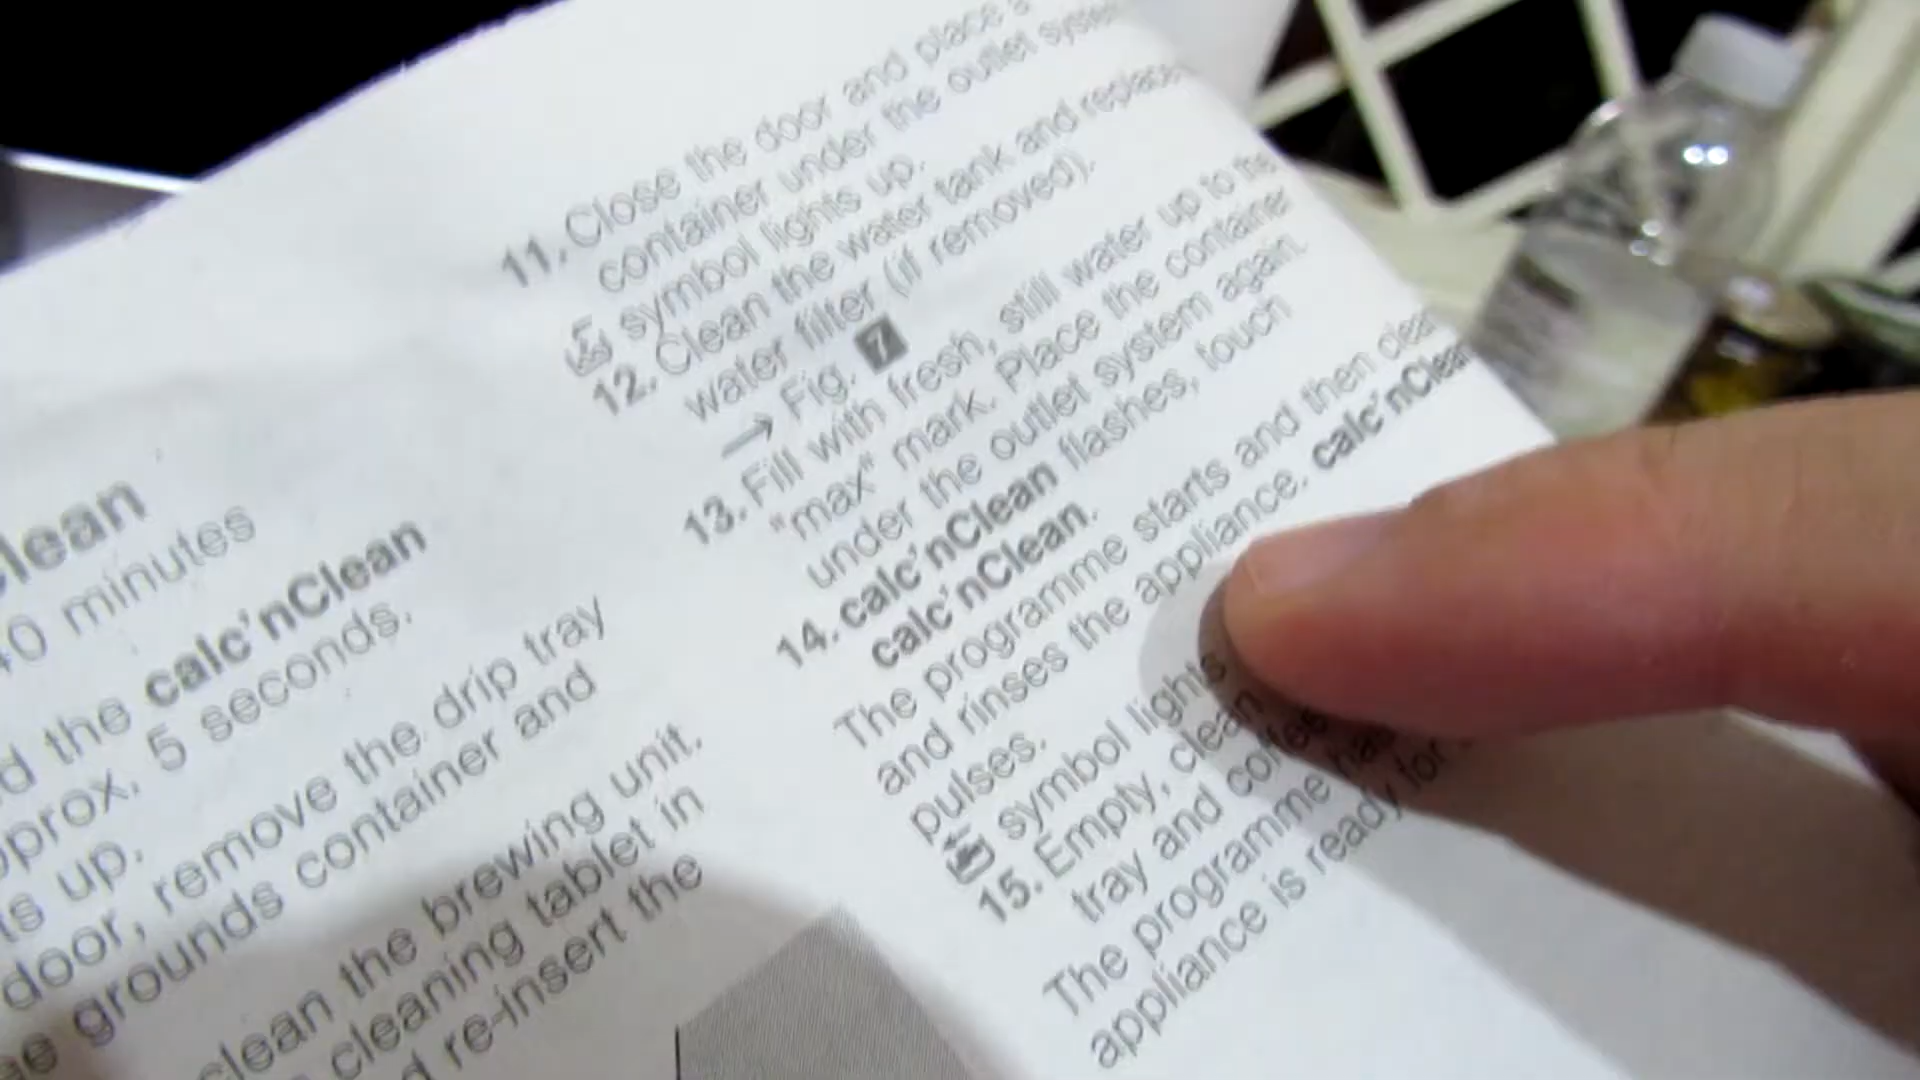 clean
40 minutes
the calc'nClean
approx. 5 seconds.
up.
door, remove the drip tray
grounds container and
clean the brewing unit.
cleaning tablet in
re-insert the
11. Close the door and place
container under the outlet system
symbol lights up.
12. Clean the water tank and replace
water filter (if removed).
→ Fig. 7
13. Fill with fresh, still water up to the
"max" mark. Place the container
under the outlet system again.
14. calc'nClean flashes, touch
calc'nClean.
The programme starts and then
and rinses the appliance. calc'nClean
pulses.
symbol lights
15. Empty, clean
tray and coffee
The programme has
appliance is ready for